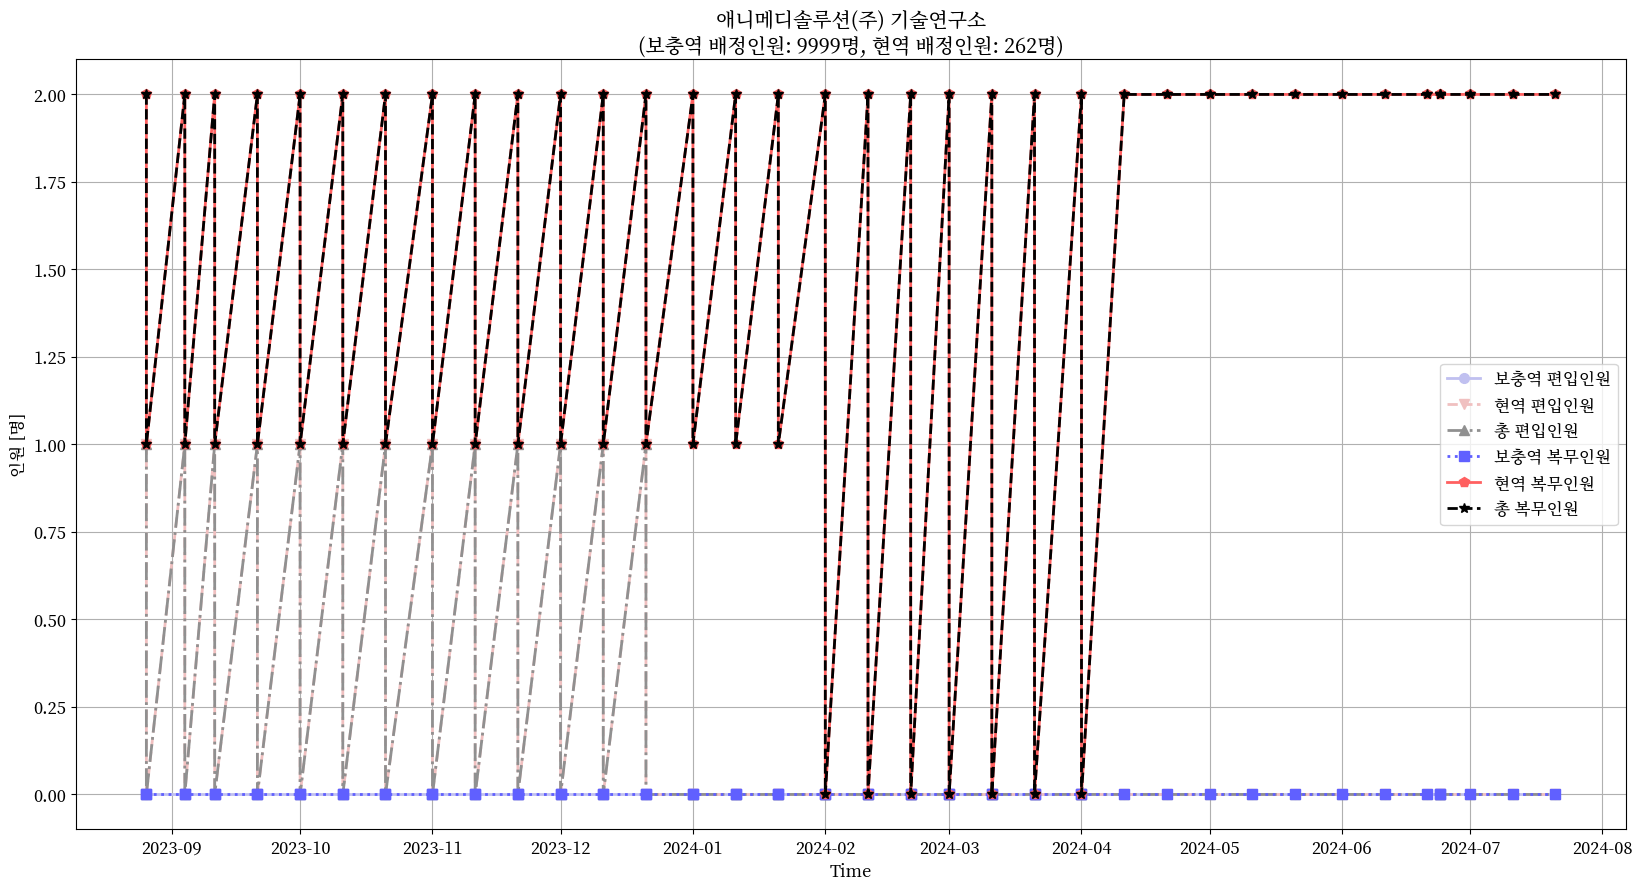 애니메디솔루션(주) 기술연구소
(보충역 배정인원: 9999명, 현역 배정인원: 262명)
인원 [명]
2.00
1.75
1.50
1.25
1.00
0.75
0.50
0.25
0.00
보충역 편입인원
현역 편입인원
총 편입인원
보충역 복무인원
현역 복무인원
총 복무인원
2023-09 2023-10 2023-11 2023-12 2024-01 2024-02 2024-03 2024-04 2024-05 2024-06 2024-07 2024-08
Time